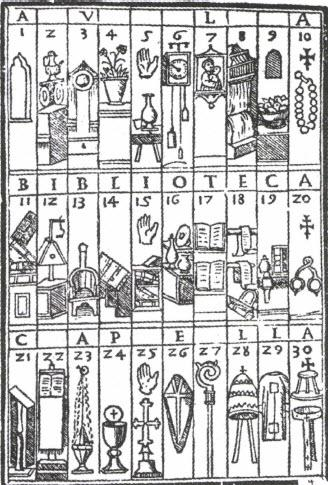 A V L A
1 2 3 4 5 6 7 8 9 10
B I B L I O T E C A
11 12 13 14 15 16 17 18 19 20
C A P E L L A
21 22 23 24 25 26 27 28 29 30